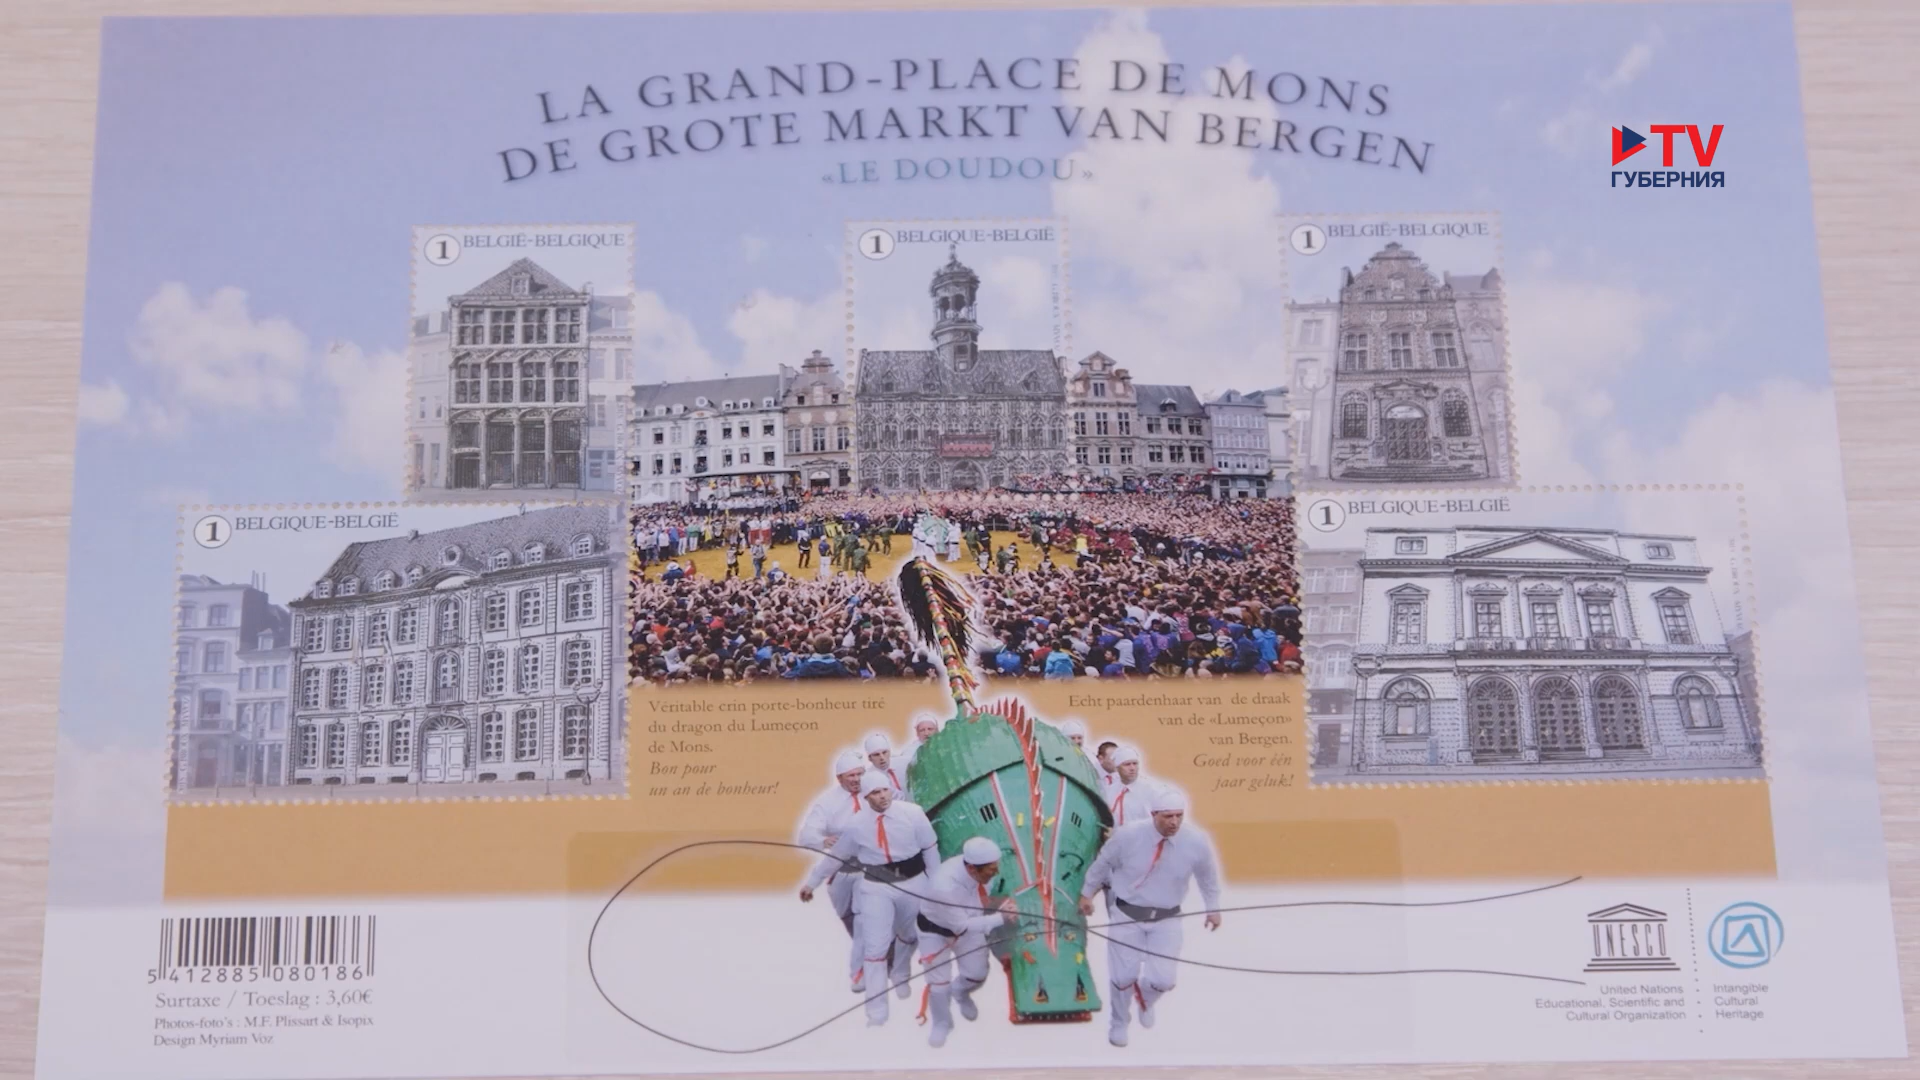 LA GRAND-PLACE DE MONS
DE GROTE MARKT VAN BERGEN
«LE DOUDOU»
TV
ГУБЕРНИЯ
1 BELGIË-BELGIQUE
1 BELGIQUE-BELGIË
1 BELGIË-BELGIQUE
1 BELGIQUE-BELGIË
1 BELGIQUE-BELGIË
Véritable crin porte-bonheur tiré
du dragon du Lumeçon
de Mons.
Bon pour
un an de bonheur!
Echt paardenhaar van de draak
van de «Lumeçon»
van Bergen.
Goed voor één
jaar geluk!
5 412885 080186
Surtaxe / Toeslag : 3,60€
Photos-foto's : M.F. Plissart & Isopix
Design Myriam Voz
UNESCO
United Nations
Educational, Scientific and
Cultural Organization
Intangible
Cultural
Heritage